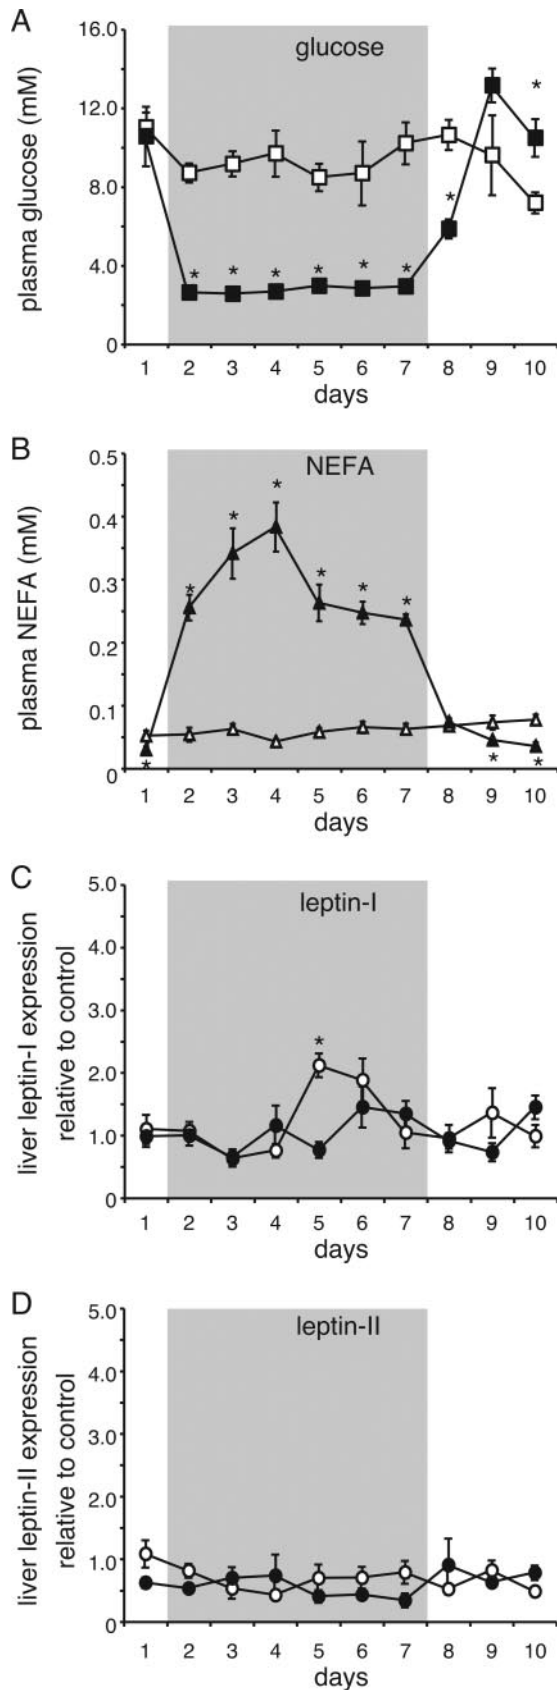 A
plasma glucose (mM)
glucose
16.0
12.0
8.0
4.0
0
* * * * * * * *
1 2 3 4 5 6 7 8 9 10
days
B
plasma NEFA (mM)
NEFA
0.5
0.4
0.3
0.2
0.1
0
* * * * * * * * *
1 2 3 4 5 6 7 8 9 10
days
C
liver leptin-I expression
relative to control
leptin-I
5.0
4.0
3.0
2.0
1.0
0
*
1 2 3 4 5 6 7 8 9 10
days
D
liver leptin-II expression
relative to control
leptin-II
5.0
4.0
3.0
2.0
1.0
0
1 2 3 4 5 6 7 8 9 10
days